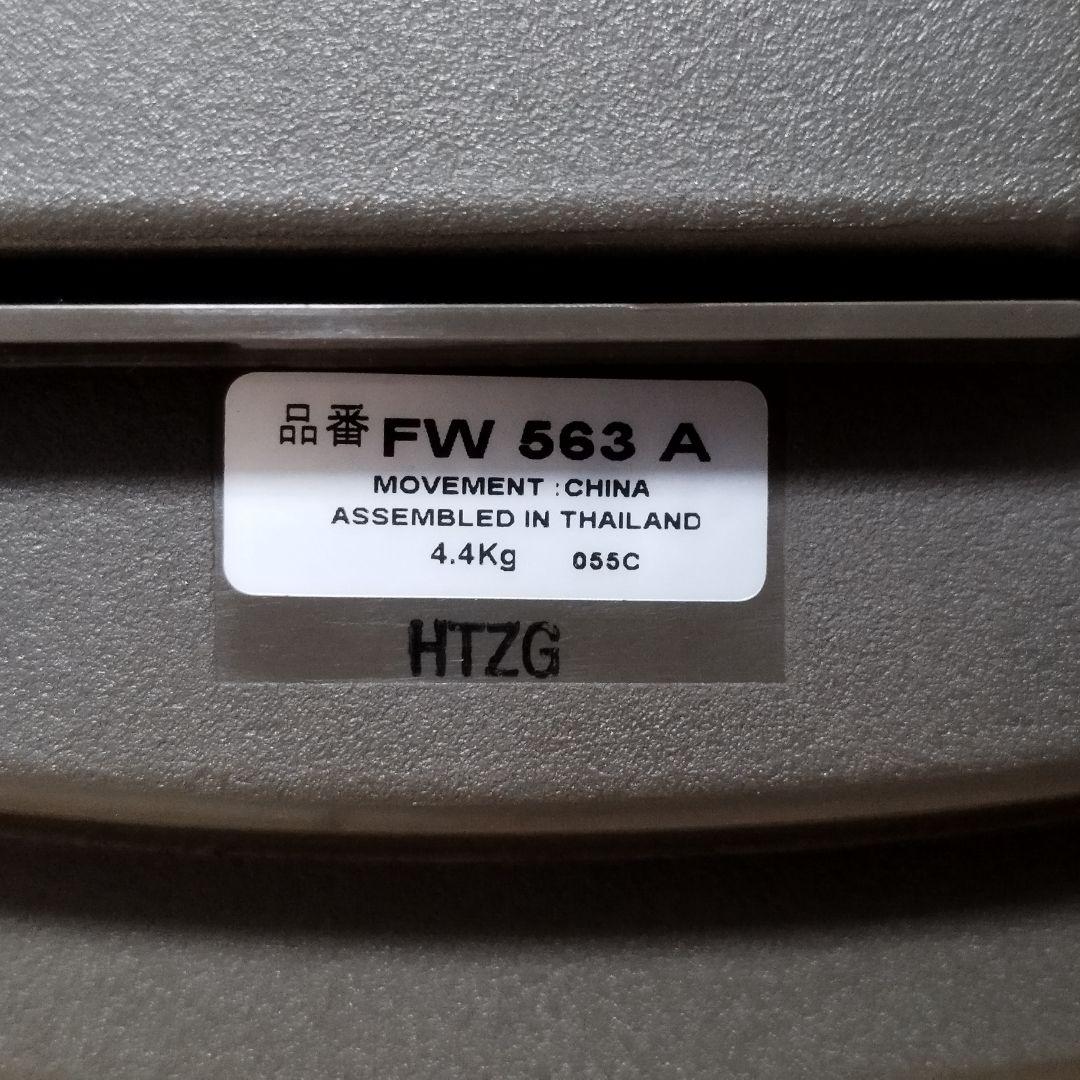 品番 FW 563 A
MOVEMENT : CHINA
ASSEMBLED IN THAILAND
4.4Kg 055C
HTZG